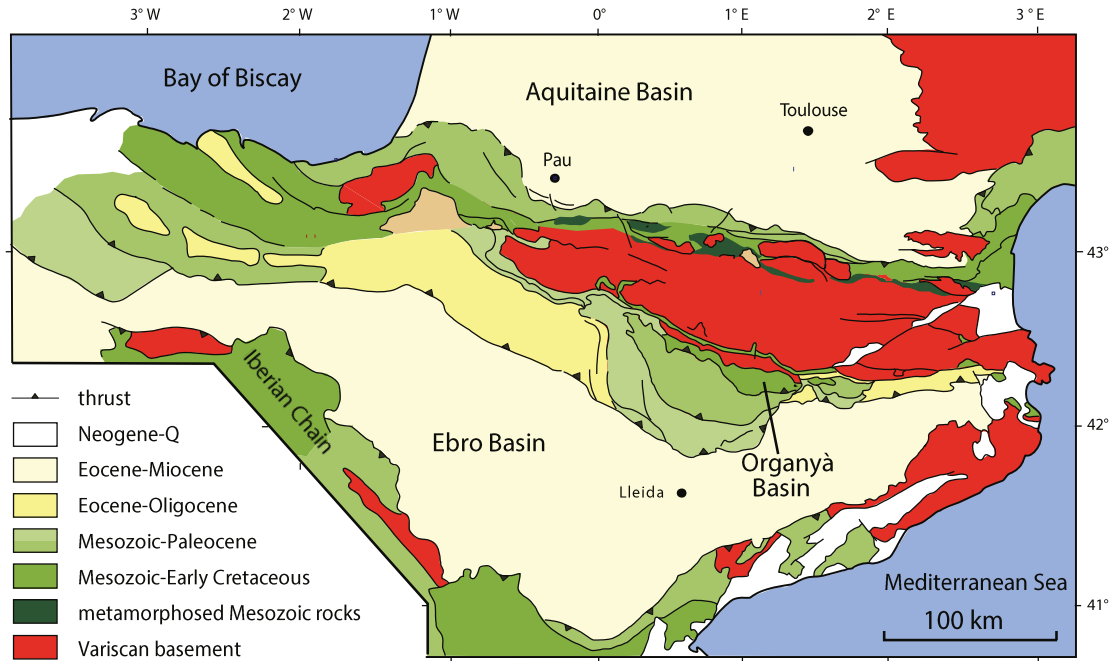 3° W 2° W 1° W 0° 1° E 2° E 3° E
Bay of Biscay
Aquitaine Basin
Toulouse
Pau
43°
Iberian Chain
thrust
Neogene-Q
42°
Ebro Basin
Eocene-Miocene
Organyà
Basin
Lleida
Eocene-Oligocene
Mesozoic-Paleocene
Mesozoic-Early Cretaceous
Mediterranean Sea
metamorphosed Mesozoic rocks
41°
100 km
Variscan basement